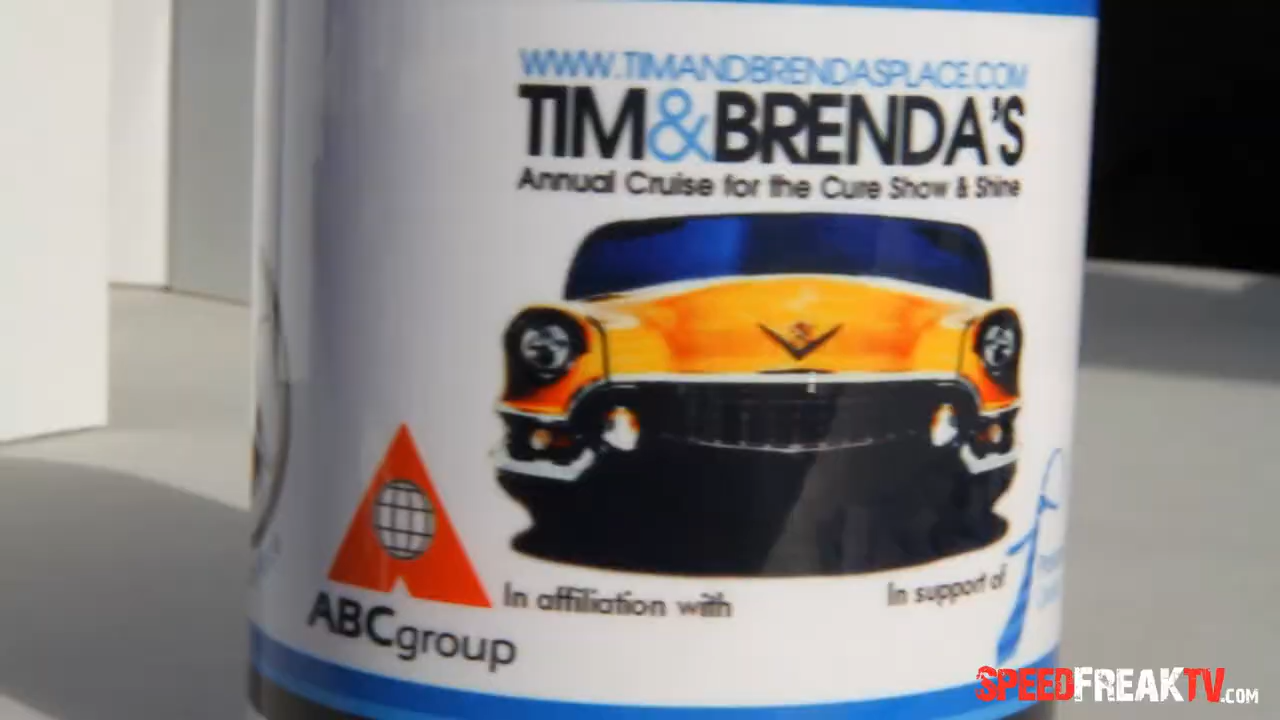 WWW.TIMANDBRENDASPLACE.COM
TIM&BRENDA'S
Annual Cruise for the Cure Show & Shine
In affiliation with
In support of
ABCgroup
SPEEDFREAKTV.COM